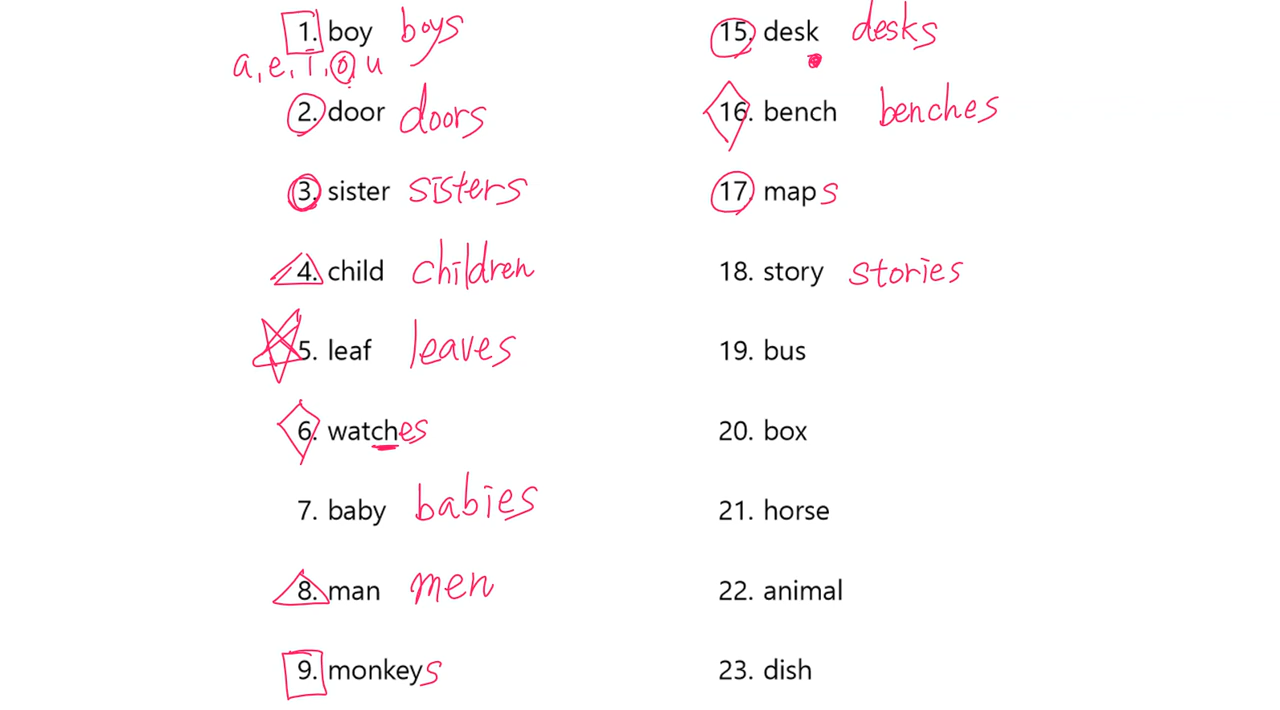 1. boy boys
a, e, i, o, u
2. door doors
3. sister sisters
4. child children
5. leaf leaves
6. watches
7. baby babies
8. man men
9. monkeys
15. desk desks
16. bench benches
17. maps
18. story stories
19. bus
20. box
21. horse
22. animal
23. dish